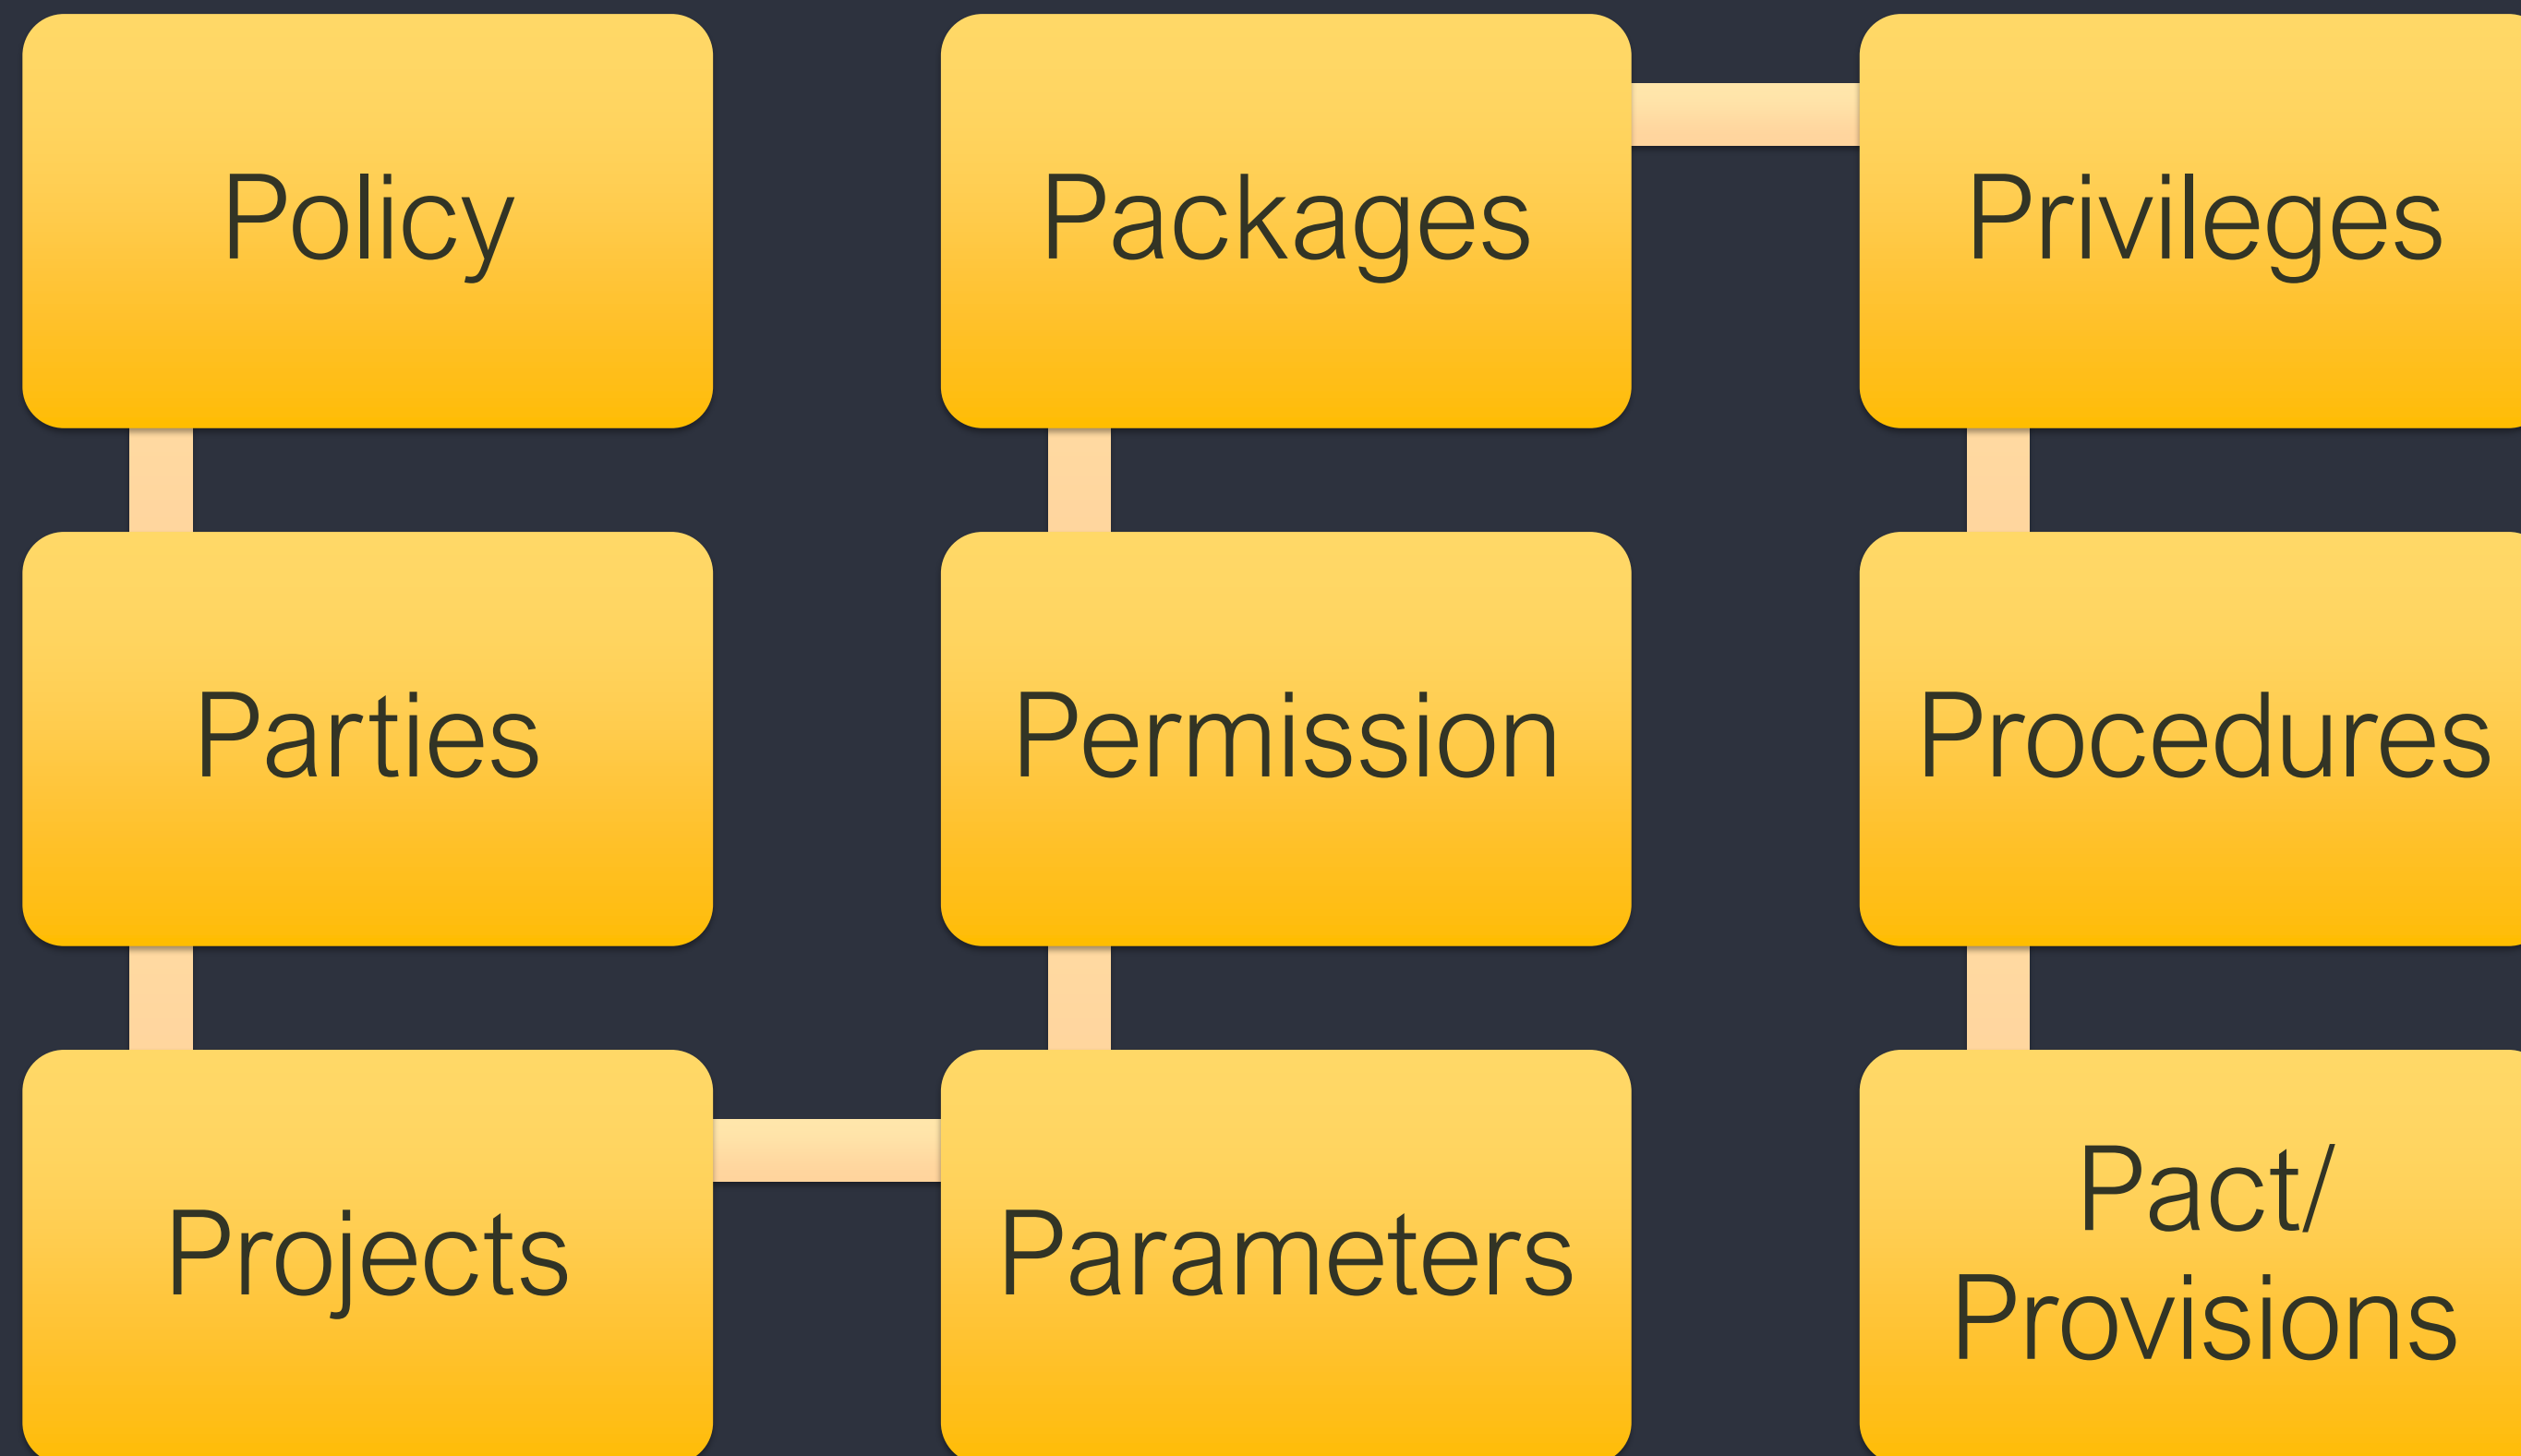 Policy
Parties
Projects
Parameters
Permission
Packages
Privileges
Procedures
Pact/
Provisions